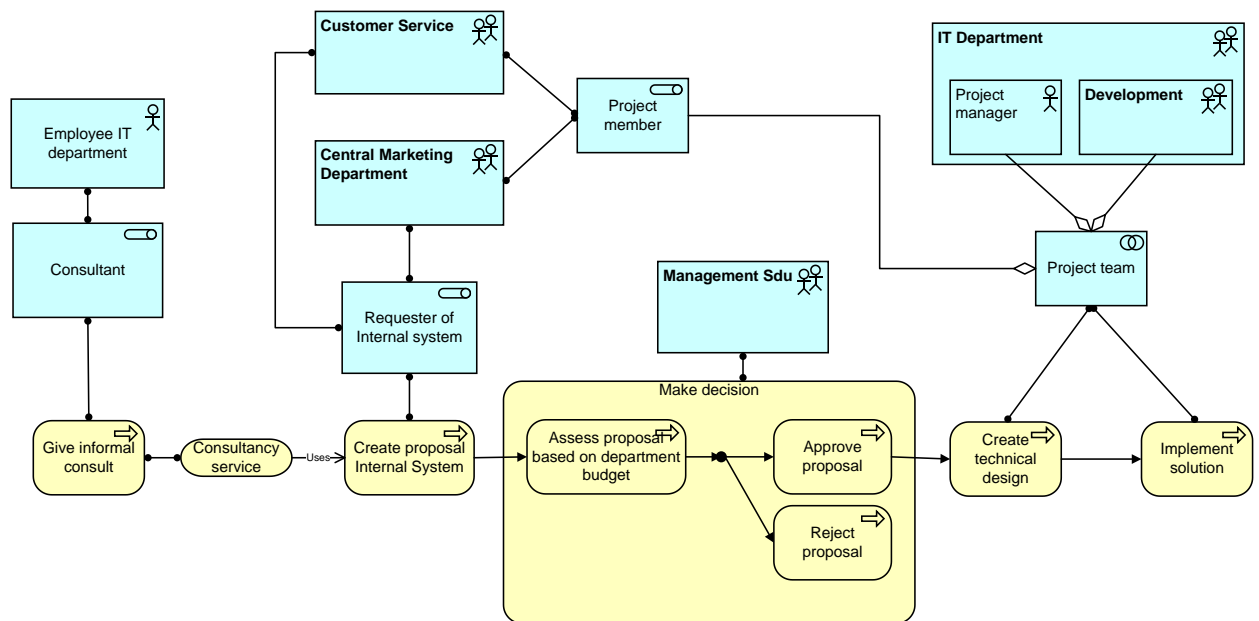 Customer Service
IT Department
Project
manager
Development
Employee IT
department
Project
member
Central Marketing
Department
Consultant
Project team
Management Sdu
Requester of
Internal system
Make decision
Give informal
consult
Consultancy
service
Uses
Create proposal
Internal System
Assess proposal
based on department
budget
Approve
proposal
Create
technical
design
Implement
solution
Reject
proposal